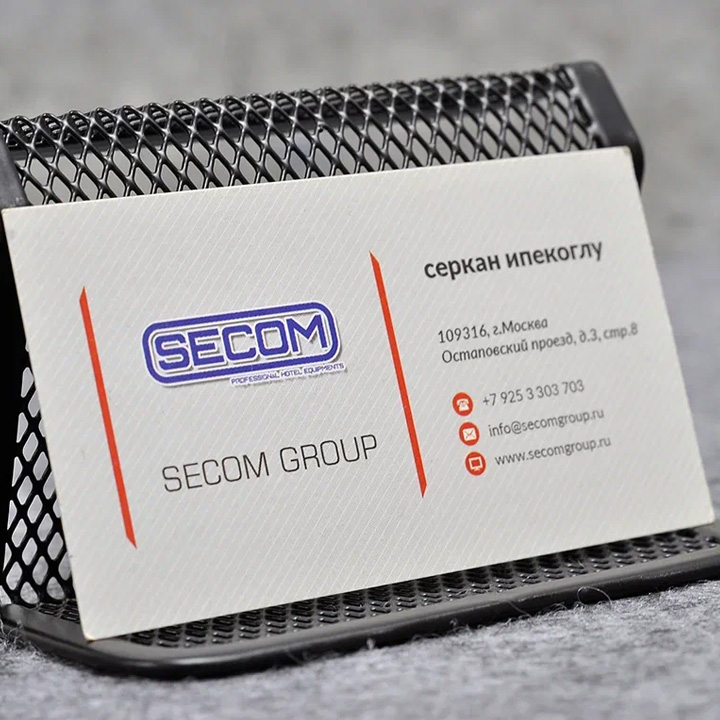 SECOM
PROFESSIONAL HOTEL EQUIPMENTS
SECOM GROUP
серкан ипекоглу
109316, г.Москва
Остаповский проезд, д.3, стр.8
+7 925 3 303 703
info@secomgroup.ru
www.secomgroup.ru